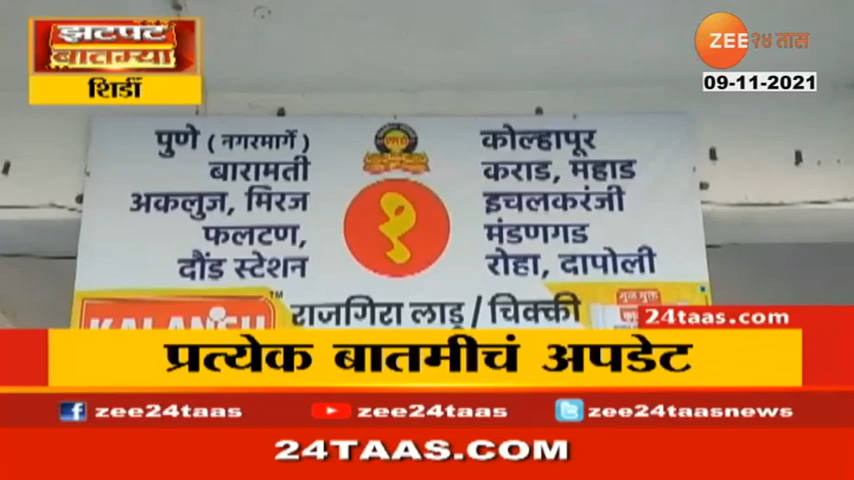 झटपट
बातम्या
शिर्डी
ZEE २४ तास
09-11-2021
पुणे (नगरमार्गे)
बारामती
अकलुज, मिरज
फलटण,
दौंड स्टेशन
१
कोल्हापूर
कराड, महाड
इचलकरंजी
मंडणगड
रोहा, दापोली
राजगिरा लाडू / चिक्की
गुळ मुक्त
24taas.com
प्रत्येक बातमीचं अपडेट
zee24taas
zee24taas
zee24taasnews
24TAAS.COM